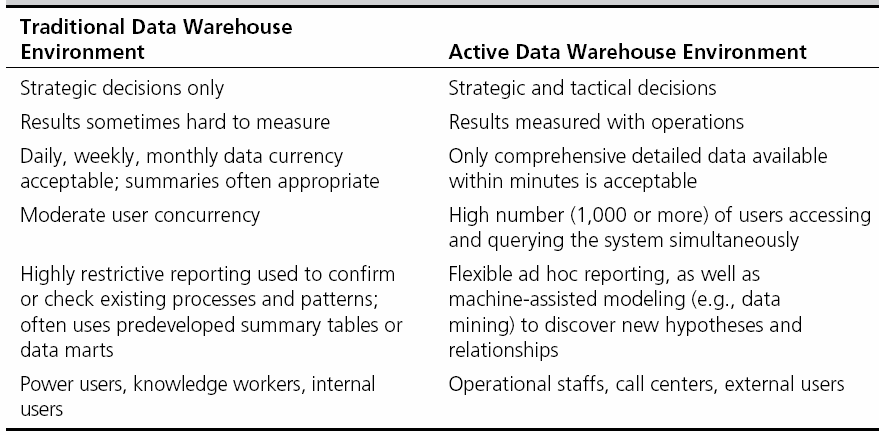 Traditional Data Warehouse
Environment
Active Data Warehouse Environment
Strategic decisions only
Strategic and tactical decisions
Results sometimes hard to measure
Results measured with operations
Daily, weekly, monthly data currency
acceptable; summaries often appropriate
Only comprehensive detailed data available
within minutes is acceptable
Moderate user concurrency
High number (1,000 or more) of users accessing
and querying the system simultaneously
Highly restrictive reporting used to confirm
or check existing processes and patterns;
often uses predeveloped summary tables or
data marts
Flexible ad hoc reporting, as well as
machine-assisted modeling (e.g., data
mining) to discover new hypotheses and
relationships
Power users, knowledge workers, internal
users
Operational staffs, call centers, external users